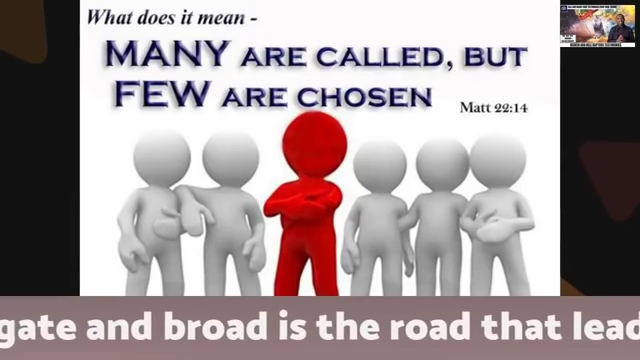 What does it mean -
MANY ARE CALLED, BUT
FEW ARE CHOSEN
Matt 22:14
gate and broad is the road that lead